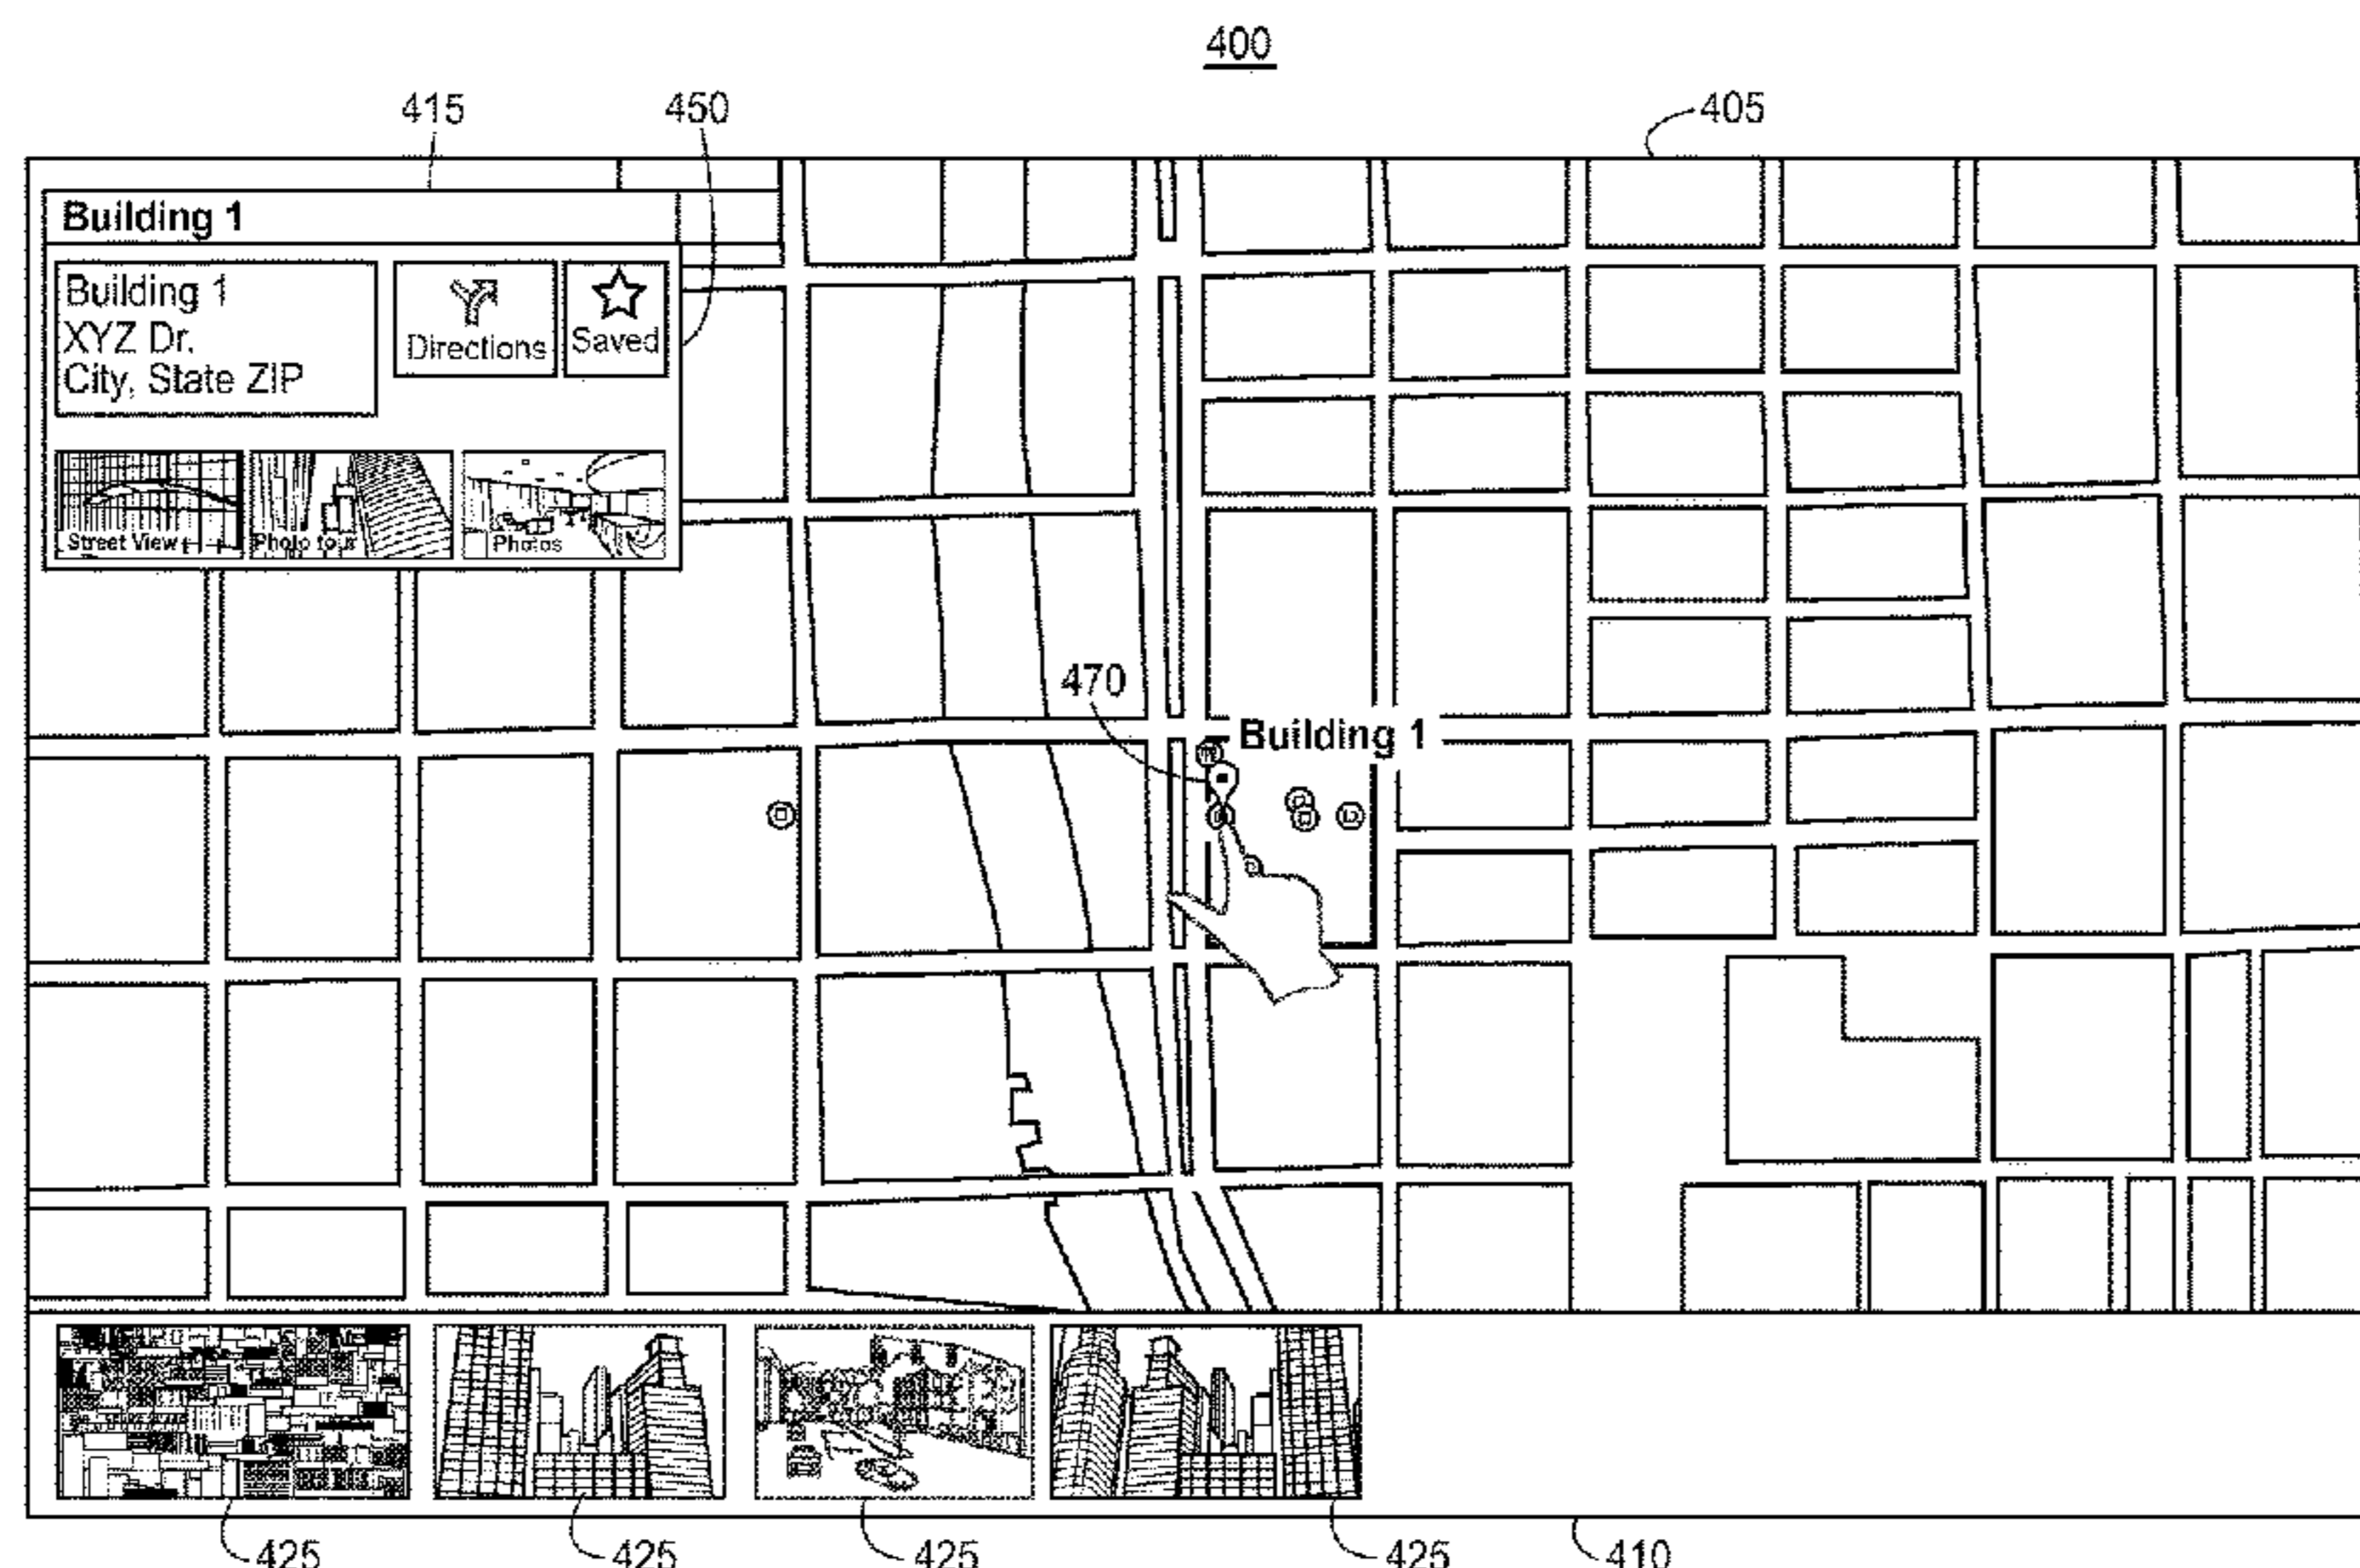 400
415
450
405
Building 1
Building 1
XYZ Dr.
City, State ZIP
Directions
Saved
Street View
Photo tour
Photos
470
Building 1
425
425
425
425
410